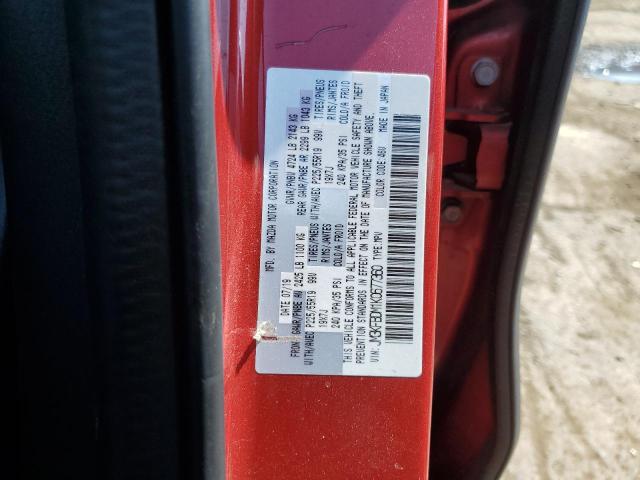 MFD. BY MAZDA MOTOR CORPORATION
DATE 07/19 GVWR/PNBV 4724 LB 2143 KG
FRONT GAWR/PNBE AV 2425 LB 1100 KG REAR GAWR/PNBE AR 2299 LB 1043 KG
WITH/AVEC P225/55R19 99V TIRES/PNEUS WITH/AVEC P225/55R19 99V TIRES/PNEUS
19X7J RIMS/JANTES 19X7J RIMS/JANTES
240 KPA/35 PSI COLD/A FROID 240 KPA/35 PSI COLD/A FROID
THIS VEHICLE CONFORMS TO ALL APPLICABLE FEDERAL MOTOR VEHICLE SAFETY AND THEFT
PREVENTION STANDARDS IN EFFECT ON THE DATE OF MANUFACTURE SHOWN ABOVE.
VIN: JM3KFBDM1K0677360 TYPE:MPV COLOR CODE 46V MADE IN JAPAN